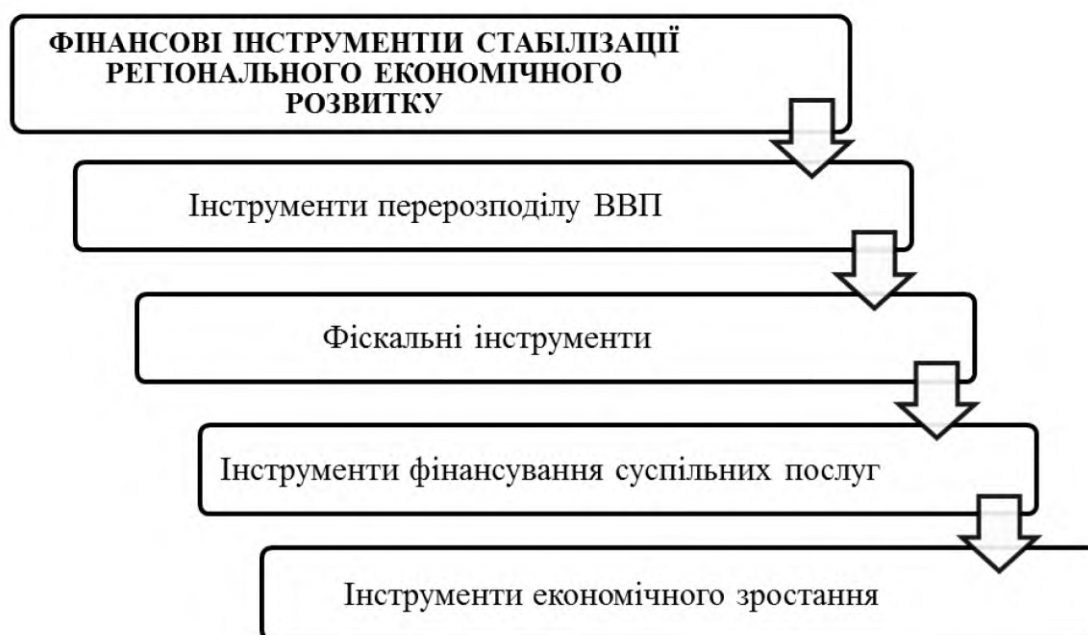 ФІНАНСОВІ ІНСТРУМЕНТІИ СТАБІЛІЗАЦІЇ
РЕГІОНАЛЬНОГО ЕКОНОМІЧНОГО
РОЗВИТКУ
Інструменти перерозподілу ВВП
Фіскальні інструменти
Інструменти фінансування суспільних послуг
Інструменти економічного зростання